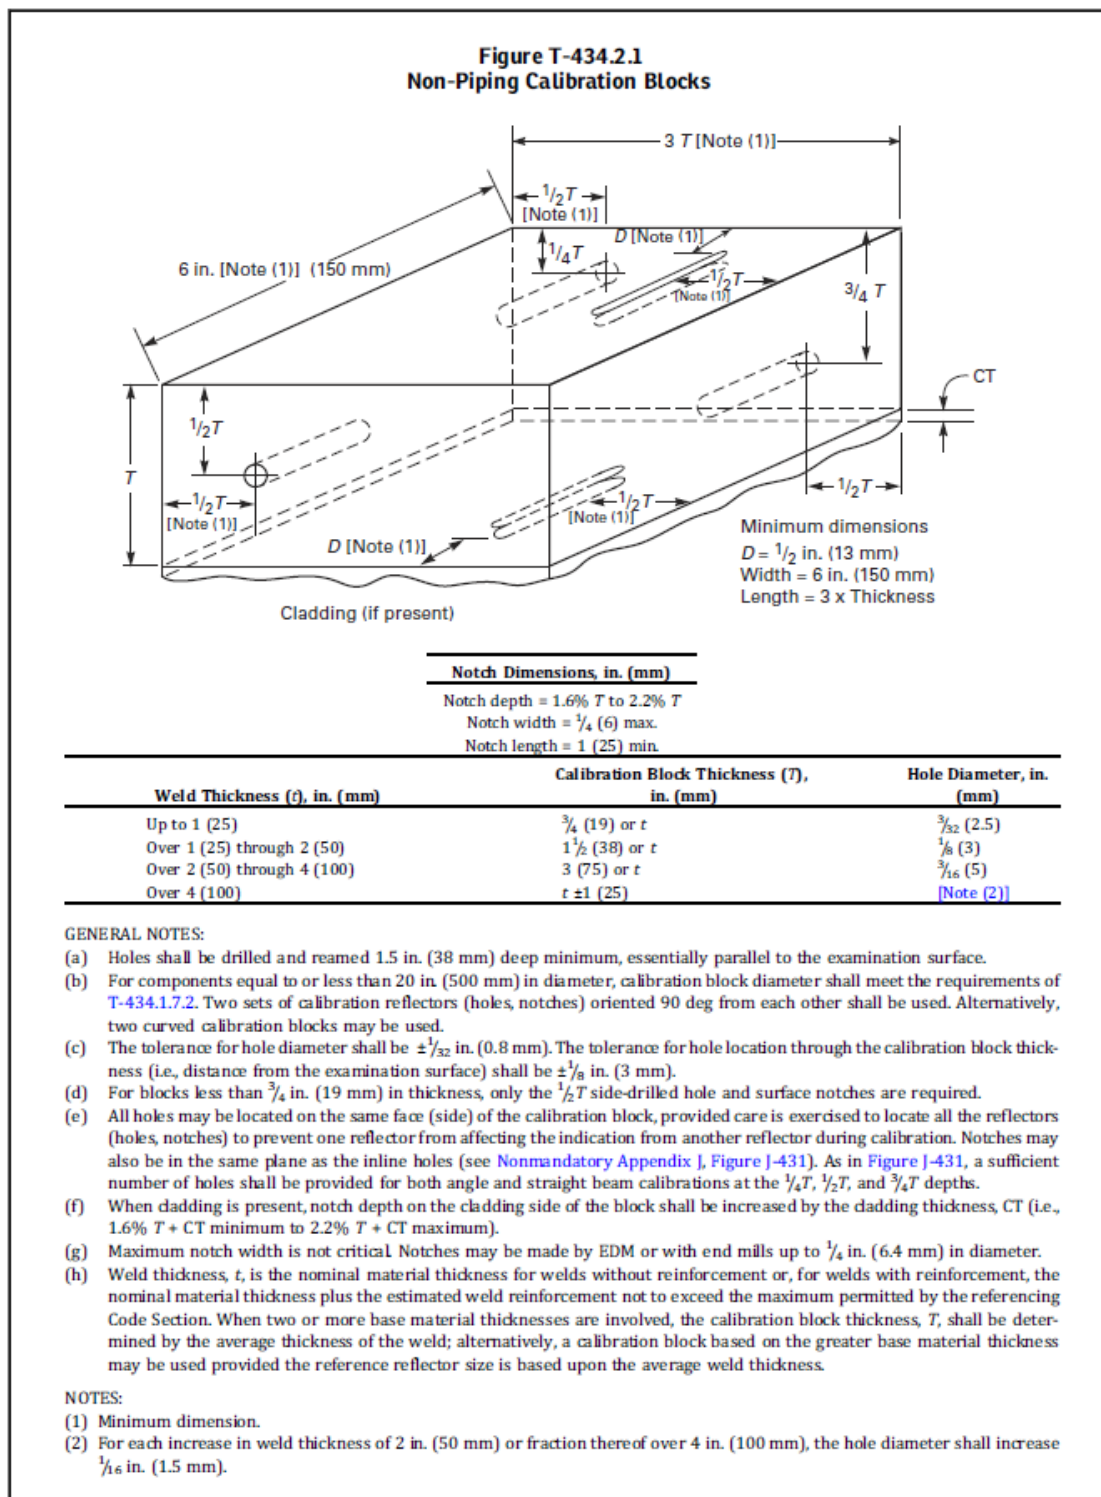 Figure T-434.2.1
Non-Piping Calibration Blocks
3 T [Note (1)]
1/2T
[Note (1)]
D [Note (1)]
1/4T
6 in. [Note (1)] (150 mm)
1/2T
[Note (1)]
3/4 T
CT
1/2T
T
1/2T
[Note (1)]
1/2T
[Note (1)]
1/2T
D [Note (1)]
Minimum dimensions
D = 1/2 in. (13 mm)
Width = 6 in. (150 mm)
Length = 3 x Thickness
Cladding (if present)
Notch Dimensions, in. (mm)
Notch depth = 1.6% T to 2.2% T
Notch width = 1/4 (6) max.
Notch length = 1 (25) min.
Weld Thickness (t), in. (mm) Calibration Block Thickness (T), in. (mm) Hole Diameter, in. (mm)
Up to 1 (25) 3/4 (19) or t 3/32 (2.5)
Over 1 (25) through 2 (50) 1 1/2 (38) or t 1/8 (3)
Over 2 (50) through 4 (100) 3 (75) or t 3/16 (5)
Over 4 (100) t ±1 (25) [Note (2)]
GENERAL NOTES:
(a) Holes shall be drilled and reamed 1.5 in. (38 mm) deep minimum, essentially parallel to the examination surface.
(b) For components equal to or less than 20 in. (500 mm) in diameter, calibration block diameter shall meet the requirements of
T-434.1.7.2. Two sets of calibration reflectors (holes, notches) oriented 90 deg from each other shall be used. Alternatively,
two curved calibration blocks may be used.
(c) The tolerance for hole diameter shall be ±1/32 in. (0.8 mm). The tolerance for hole location through the calibration block thick-
ness (i.e., distance from the examination surface) shall be ±1/8 in. (3 mm).
(d) For blocks less than 3/4 in. (19 mm) in thickness, only the 1/2T side-drilled hole and surface notches are required.
(e) All holes may be located on the same face (side) of the calibration block, provided care is exercised to locate all the reflectors
(holes, notches) to prevent one reflector from affecting the indication from another reflector during calibration. Notches may
also be in the same plane as the inline holes (see Nonmandatory Appendix J, Figure J-431). As in Figure J-431, a sufficient
number of holes shall be provided for both angle and straight beam calibrations at the 1/4T, 1/2T, and 3/4T depths.
(f) When cladding is present, notch depth on the cladding side of the block shall be increased by the cladding thickness, CT (i.e.,
1.6% T + CT minimum to 2.2% T + CT maximum).
(g) Maximum notch width is not critical. Notches may be made by EDM or with end mills up to 1/4 in. (6.4 mm) in diameter.
(h) Weld thickness, t, is the nominal material thickness for welds without reinforcement or, for welds with reinforcement, the
nominal material thickness plus the estimated weld reinforcement not to exceed the maximum permitted by the referencing
Code Section. When two or more base material thicknesses are involved, the calibration block thickness, T, shall be deter-
mined by the average thickness of the weld; alternatively, a calibration block based on the greater base material thickness
may be used provided the reference reflector size is based upon the average weld thickness.
NOTES:
(1) Minimum dimension.
(2) For each increase in weld thickness of 2 in. (50 mm) or fraction thereof over 4 in. (100 mm), the hole diameter shall increase
1/16 in. (1.5 mm).